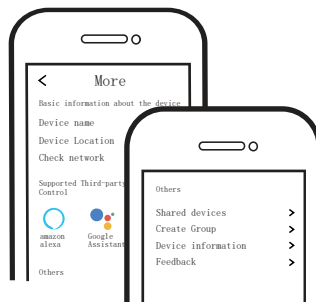 More
Basic information about the device
Device name
Device Location
Check network
Supported Third-party
Control
amazon
alexa
Google
Assistant
Others
Others
Shared devices
Create Group
Device information
Feedback